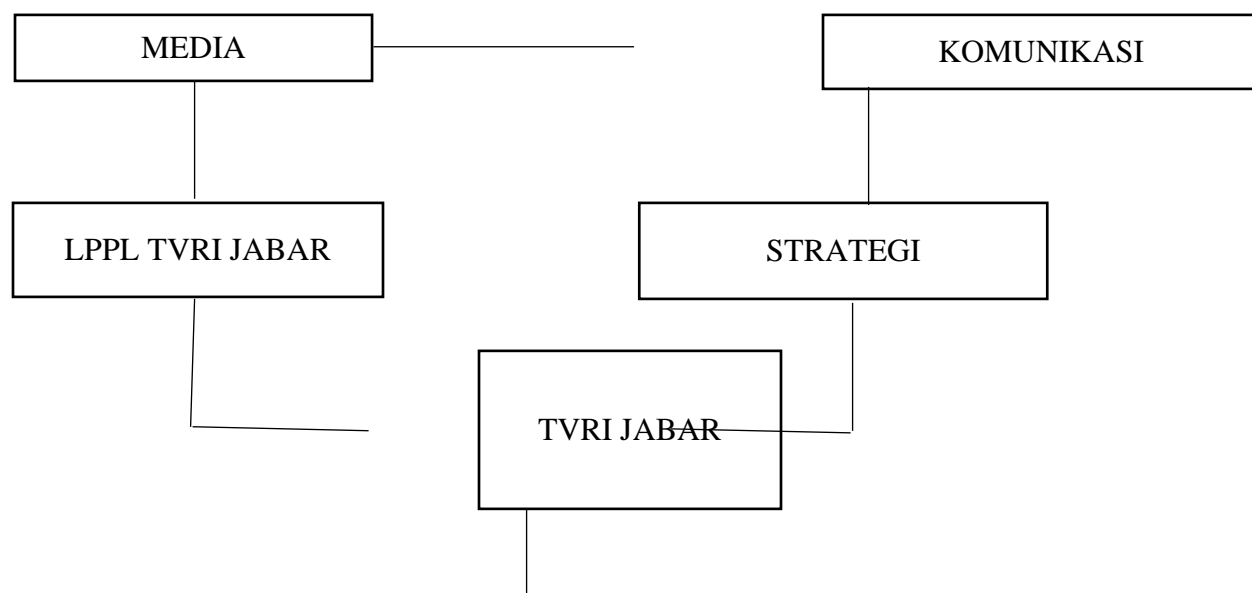 MEDIA
KOMUNIKASI
LPPL TVRI JABAR
STRATEGI
TVRI JABAR